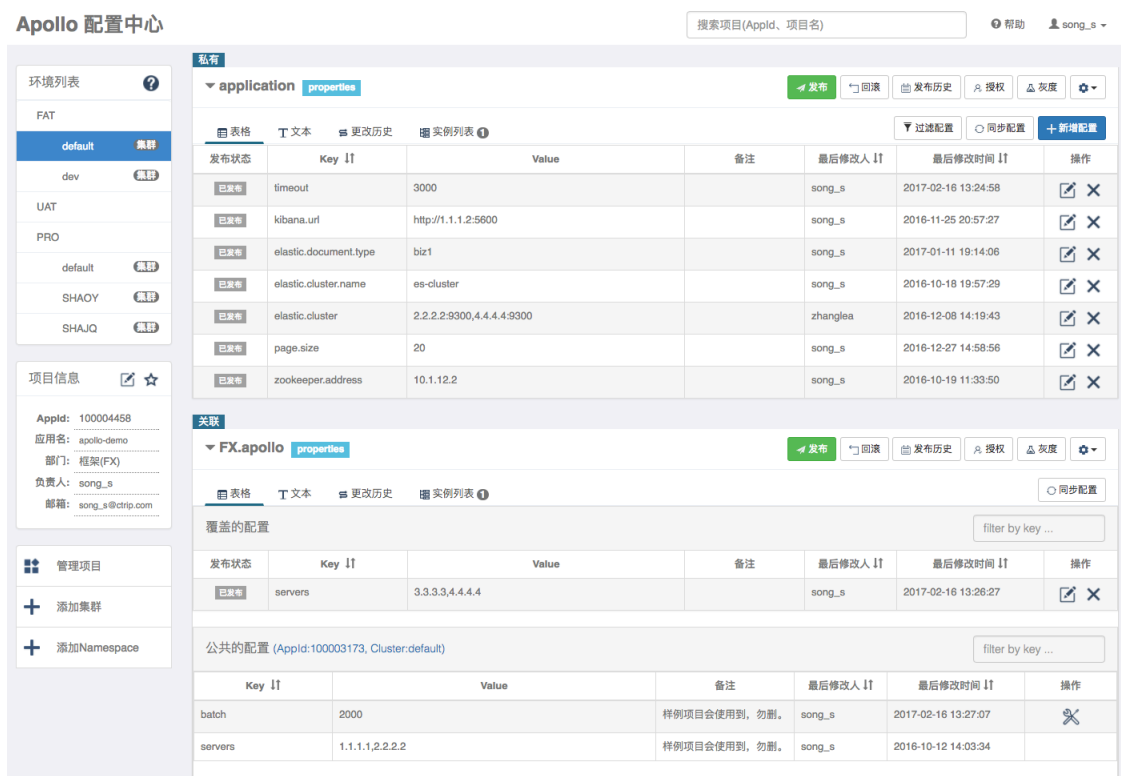 Apollo 配置中心
搜索项目(AppId、项目名)
帮助
song_s
环境列表
FAT
default 集群
dev 集群
UAT
PRO
default 集群
SHAOY 集群
SHAJQ 集群
项目信息
AppId: 100004458
应用名: apollo-demo
部门: 框架(FX)
负责人: song_s
邮箱: song_s@ctrip.com
管理项目
添加集群
添加Namespace
私有
application properties
发布 回滚 发布历史 授权 灰度
表格 文本 更改历史 实例列表 1
过滤配置 同步配置 新增配置
发布状态 Key Value 备注 最后修改人 最后修改时间 操作
已发布 timeout 3000 song_s 2017-02-16 13:24:58
已发布 kibana.url http://1.1.1.2:5600 song_s 2016-11-25 20:57:27
已发布 elastic.document.type biz1 song_s 2017-01-11 19:14:06
已发布 elastic.cluster.name es-cluster song_s 2016-10-18 19:57:29
已发布 elastic.cluster 2.2.2.2:9300,4.4.4.4:9300 zhanglea 2016-12-08 14:19:43
已发布 page.size 20 song_s 2016-12-27 14:58:56
已发布 zookeeper.address 10.1.12.2 song_s 2016-10-19 11:33:50
关联
FX.apollo properties
发布 回滚 发布历史 授权 灰度
表格 文本 更改历史 实例列表 1
同步配置
覆盖的配置
filter by key ...
发布状态 Key Value 备注 最后修改人 最后修改时间 操作
已发布 servers 3.3.3.3,4.4.4.4 song_s 2017-02-16 13:26:27
公共的配置 (AppId:100003173, Cluster:default)
filter by key ...
Key Value 备注 最后修改人 最后修改时间 操作
batch 2000 样例项目会使用到，勿删。 song_s 2017-02-16 13:27:07
servers 1.1.1.1,2.2.2.2 样例项目会使用到，勿删。 song_s 2016-10-12 14:03:34